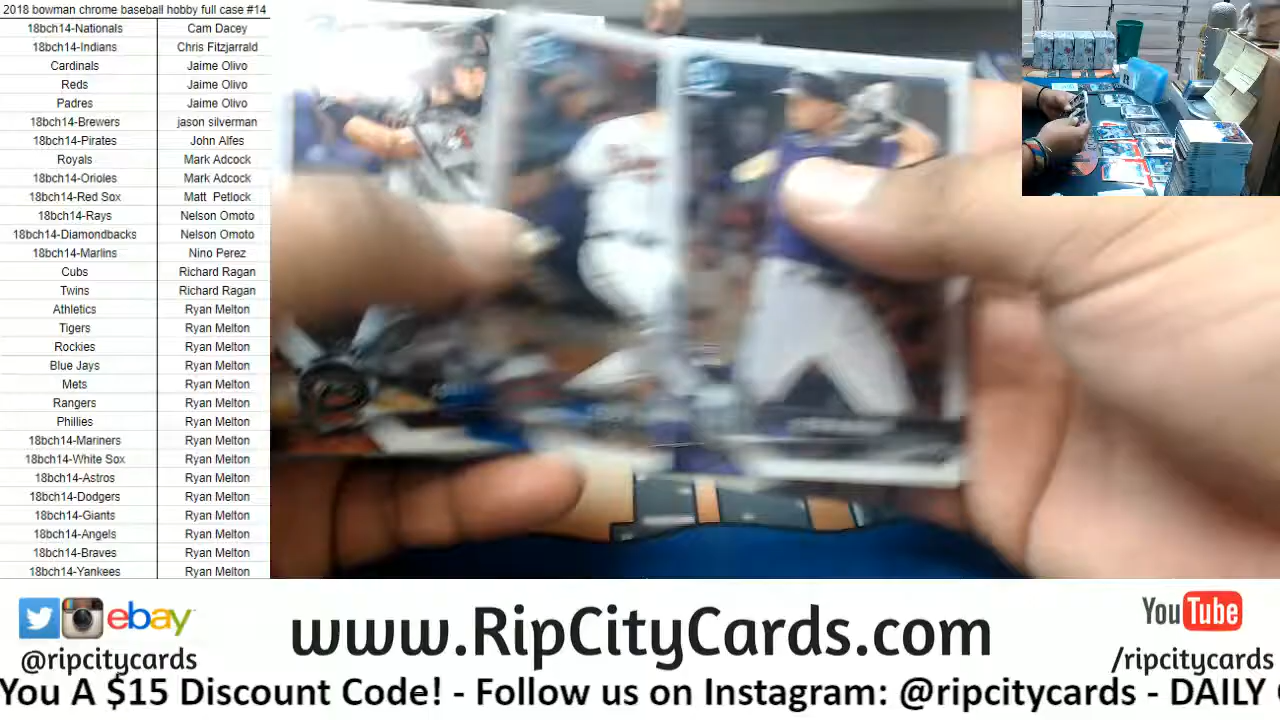 2018 bowman chrome baseball hobby full case #14
18bch14-Nationals Cam Dacey
18bch14-Indians Chris Fitzjarrald
Cardinals Jaime Olivo
Reds Jaime Olivo
Padres Jaime Olivo
18bch14-Brewers jason silverman
18bch14-Pirates John Alfes
Royals Mark Adcock
18bch14-Orioles Mark Adcock
18bch14-Red Sox Matt Petlock
18bch14-Rays Nelson Omoto
18bch14-Diamondbacks Nelson Omoto
18bch14-Marlins Nino Perez
Cubs Richard Ragan
Twins Richard Ragan
Athletics Ryan Melton
Tigers Ryan Melton
Rockies Ryan Melton
Blue Jays Ryan Melton
Mets Ryan Melton
Rangers Ryan Melton
Phillies Ryan Melton
18bch14-Mariners Ryan Melton
18bch14-White Sox Ryan Melton
18bch14-Astros Ryan Melton
18bch14-Dodgers Ryan Melton
18bch14-Giants Ryan Melton
18bch14-Angels Ryan Melton
18bch14-Braves Ryan Melton
18bch14-Yankees Ryan Melton
ebay
@ripcitycards
www.RipCityCards.com
YouTube
/ripcitycards
You A $15 Discount Code! - Follow us on Instagram: @ripcitycards - DAILY